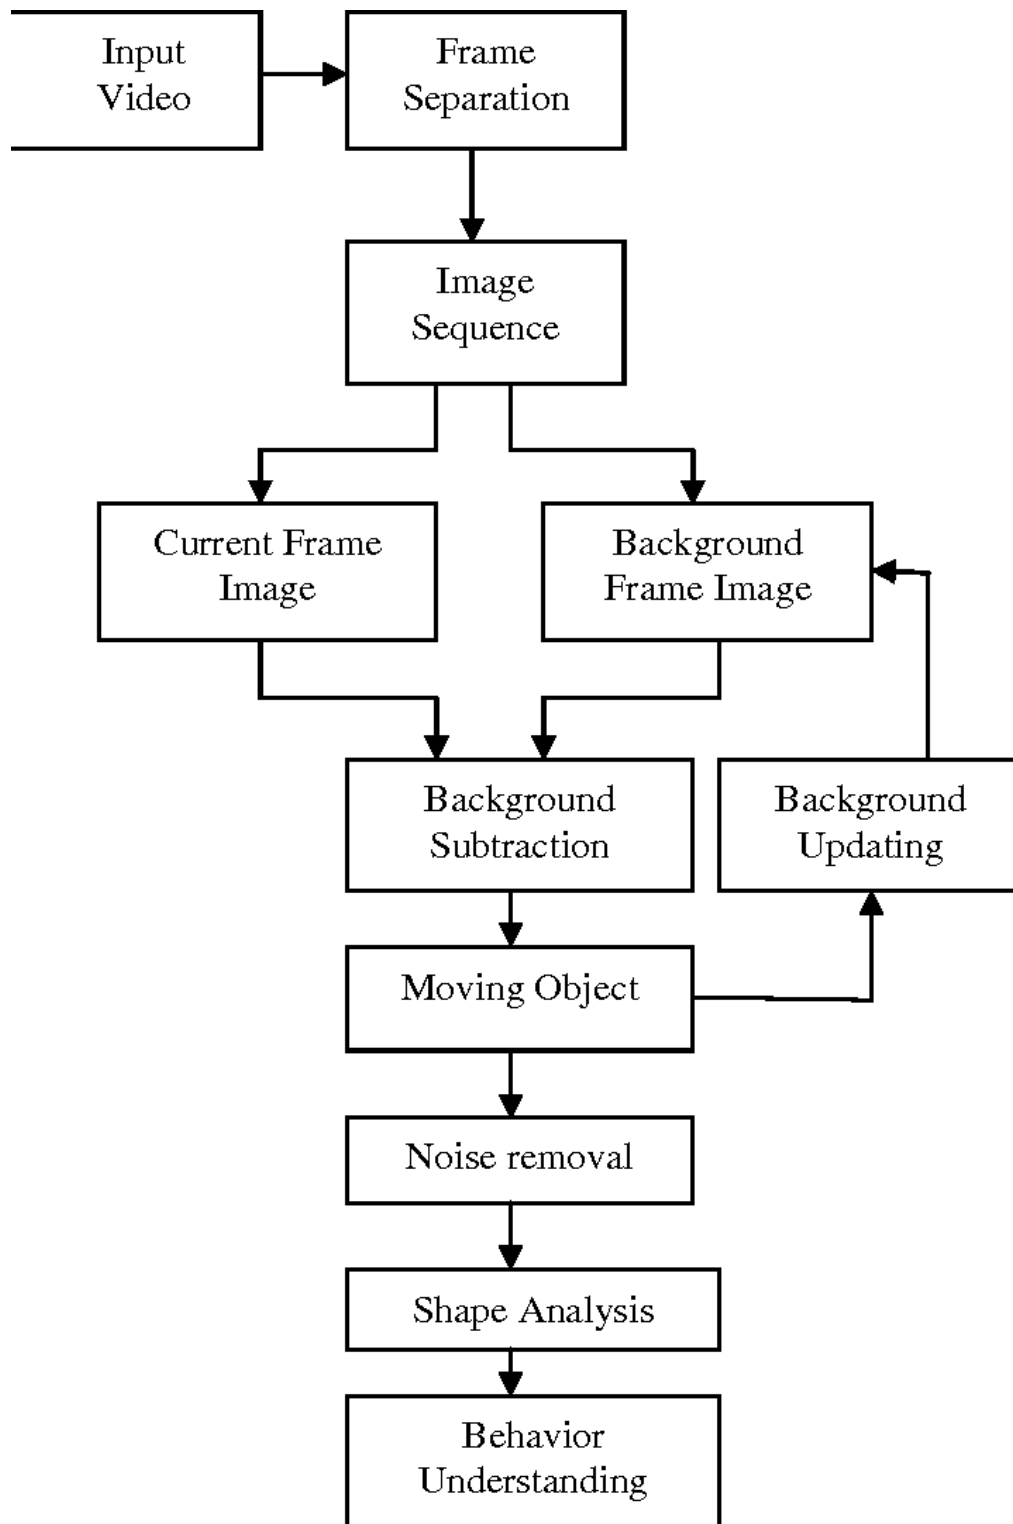 Input
Video
Frame
Separation
Image
Sequence
Current Frame
Image
Background
Frame Image
Background
Subtraction
Background
Updating
Moving Object
Noise removal
Shape Analysis
Behavior
Understanding